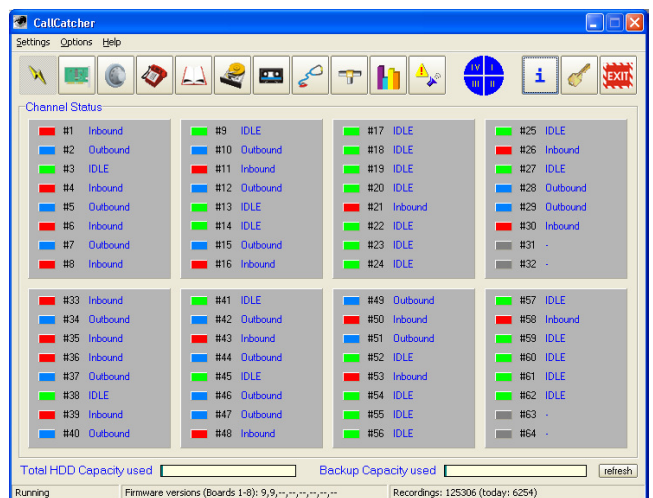 CallCatcher
Settings Options Help
IV I
III II
i
EXIT
Channel Status
#1 Inbound
#2 Outbound
#3 IDLE
#4 Inbound
#5 Outbound
#6 Inbound
#7 Outbound
#8 Inbound
#9 IDLE
#10 Outbound
#11 Inbound
#12 Outbound
#13 IDLE
#14 IDLE
#15 Outbound
#16 Inbound
#17 IDLE
#18 IDLE
#19 IDLE
#20 IDLE
#21 Inbound
#22 IDLE
#23 IDLE
#24 IDLE
#25 IDLE
#26 Inbound
#27 IDLE
#28 Outbound
#29 Outbound
#30 Inbound
#31 -
#32 -
#33 Inbound
#34 Outbound
#35 Inbound
#36 Inbound
#37 Outbound
#38 IDLE
#39 Inbound
#40 Outbound
#41 IDLE
#42 Outbound
#43 Inbound
#44 Outbound
#45 IDLE
#46 Outbound
#47 Outbound
#48 Inbound
#49 Outbound
#50 Inbound
#51 Outbound
#52 IDLE
#53 Inbound
#54 IDLE
#55 IDLE
#56 IDLE
#57 IDLE
#58 Inbound
#59 IDLE
#60 IDLE
#61 IDLE
#62 IDLE
#63 -
#64 -
Total HDD Capacity used Backup Capacity used refresh
Running Firmware versions (Boards 1-8): 9,9,--,--,--,--,--,-- Recordings: 125306 (today: 6254)